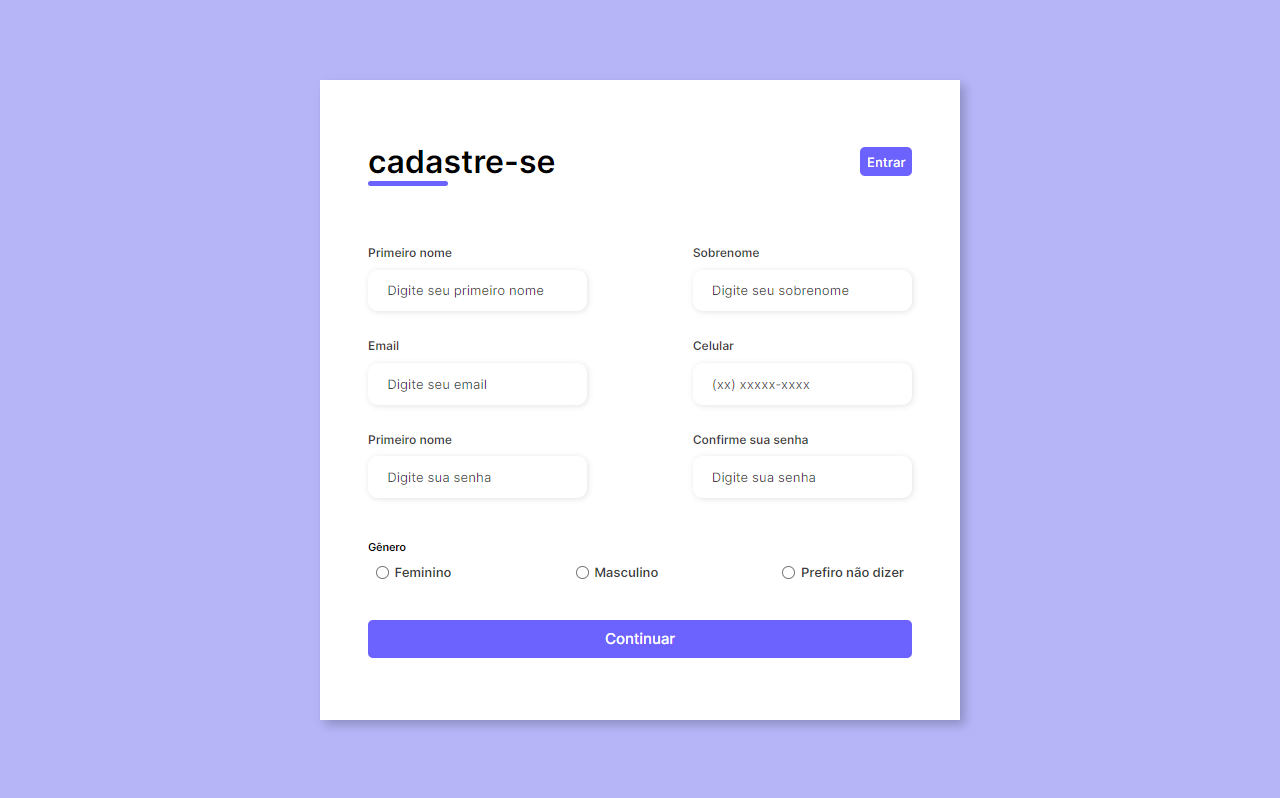 cadastre-se
Entrar
Primeiro nome
Sobrenome
Digite seu primeiro nome
Digite seu sobrenome
Email
Celular
Digite seu email
(xx) xxxxx-xxxx
Primeiro nome
Confirme sua senha
Digite sua senha
Digite sua senha
Gênero
Feminino
Masculino
Prefiro não dizer
Continuar